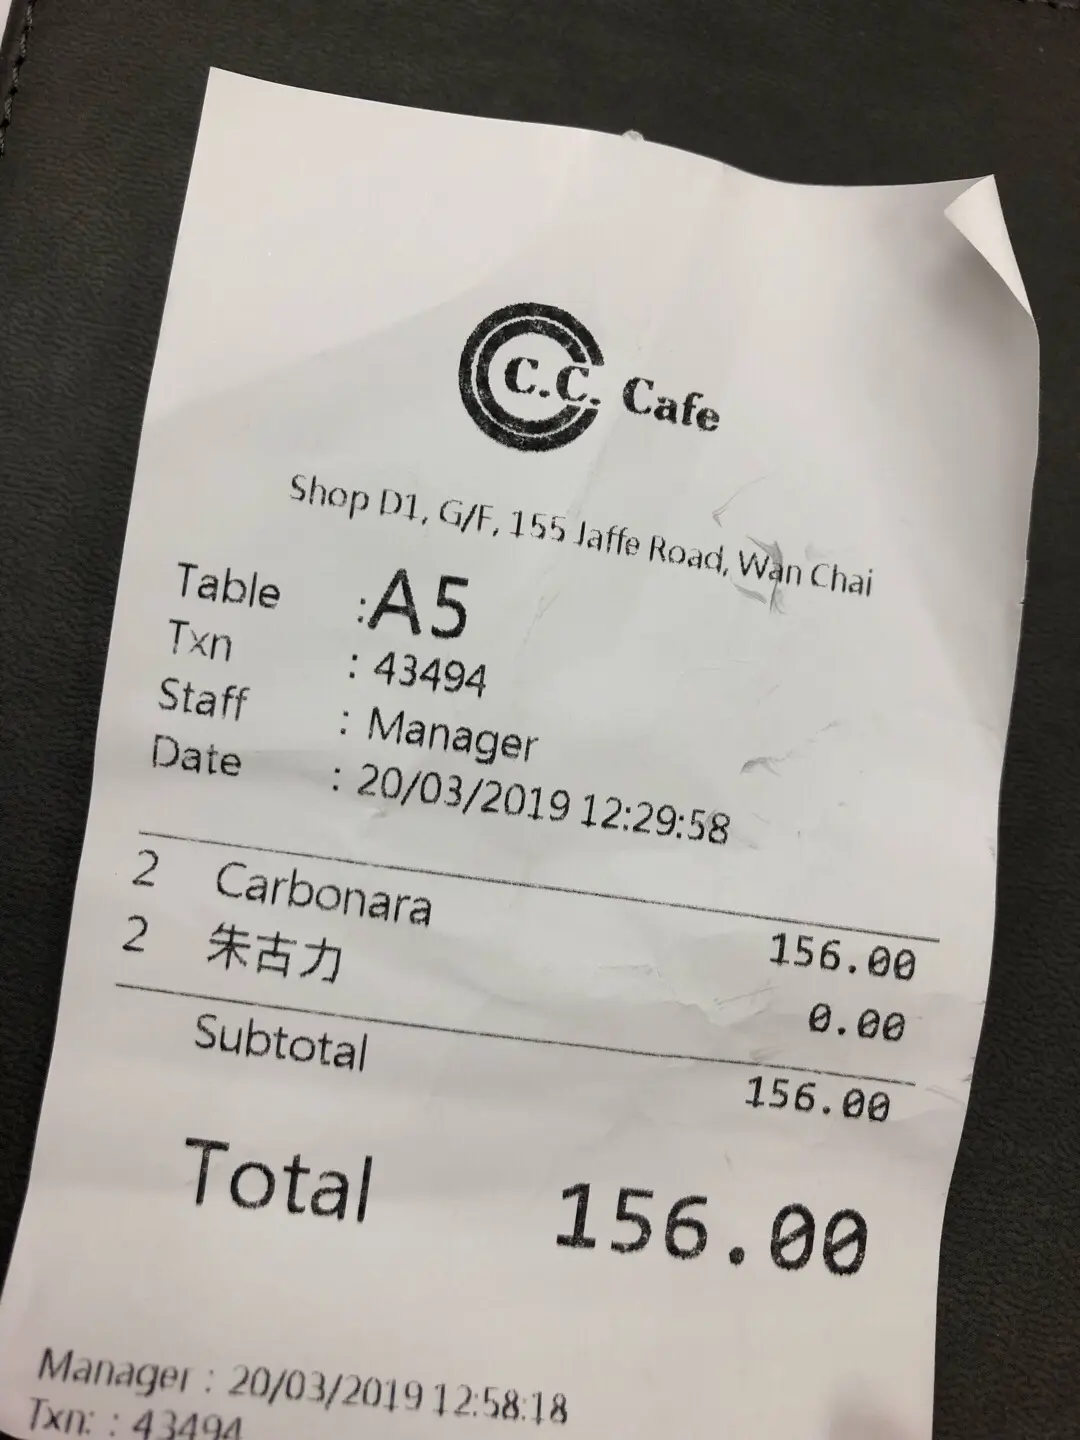 C.C. Cafe
Shop D1, G/F, 155 Jaffe Road, Wan Chai
Table :A5
Txn : 43494
Staff : Manager
Date : 20/03/2019 12:29:58
2 Carbonara 156.00
2 朱古力 0.00
Subtotal 156.00
Total 156.00
Manager : 20/03/2019 12:58:18
Txn: : 43494